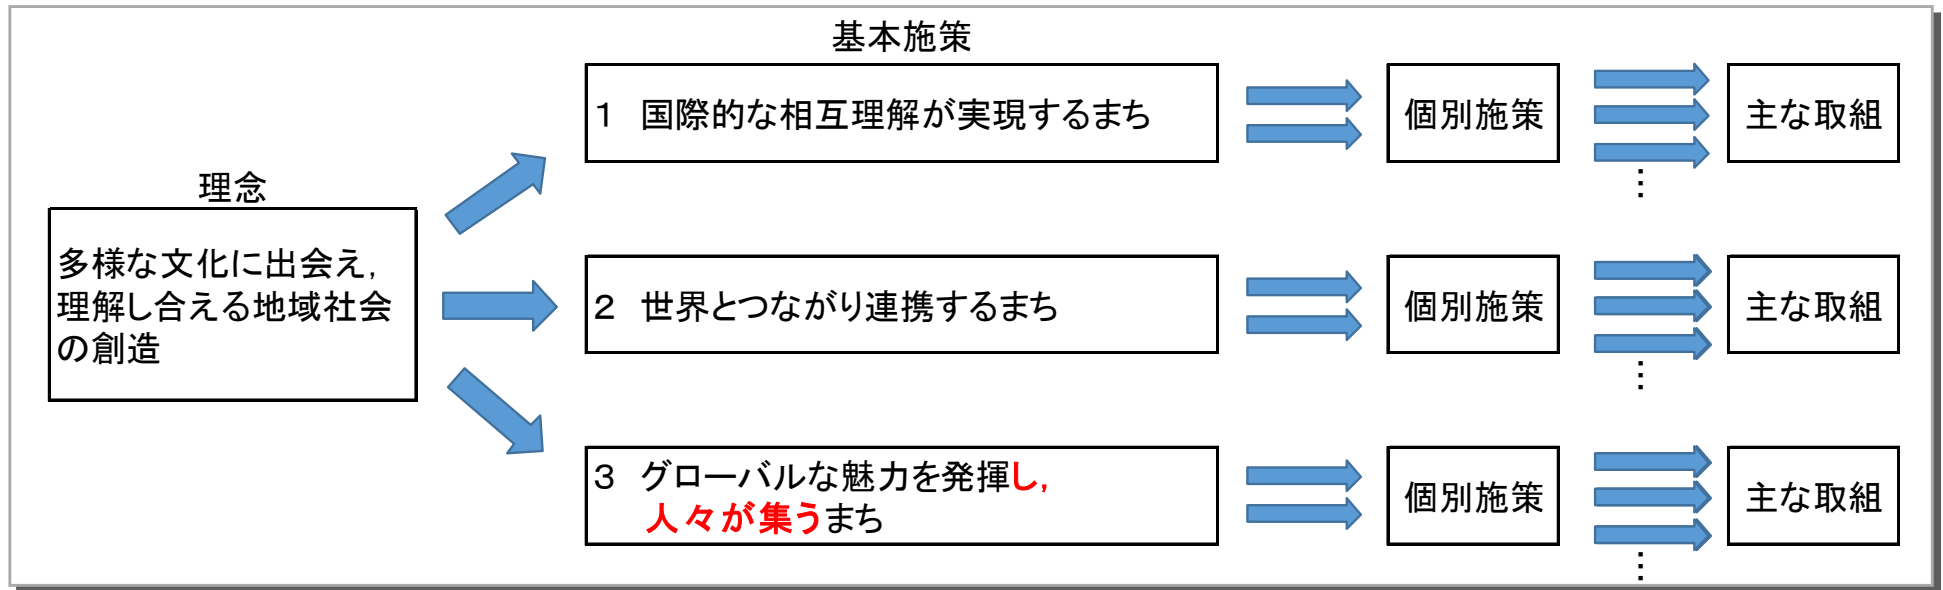 基本施策
1 国際的な相互理解が実現するまち
個別施策
主な取組
理念
多様な文化に出会え,
理解し合える地域社会
の創造
2 世界とつながり連携するまち
個別施策
主な取組
3 グローバルな魅力を発揮し,
人々が集うまち
個別施策
主な取組